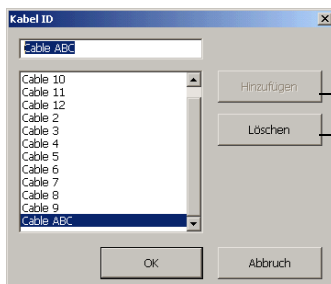 Kabel ID
Cable ABC
Cable 10
Cable 11
Cable 12
Cable 2
Cable 3
Cable 4
Cable 5
Cable 6
Cable 7
Cable 8
Cable 9
Cable ABC
Hinzufügen
Löschen
OK
Abbruch